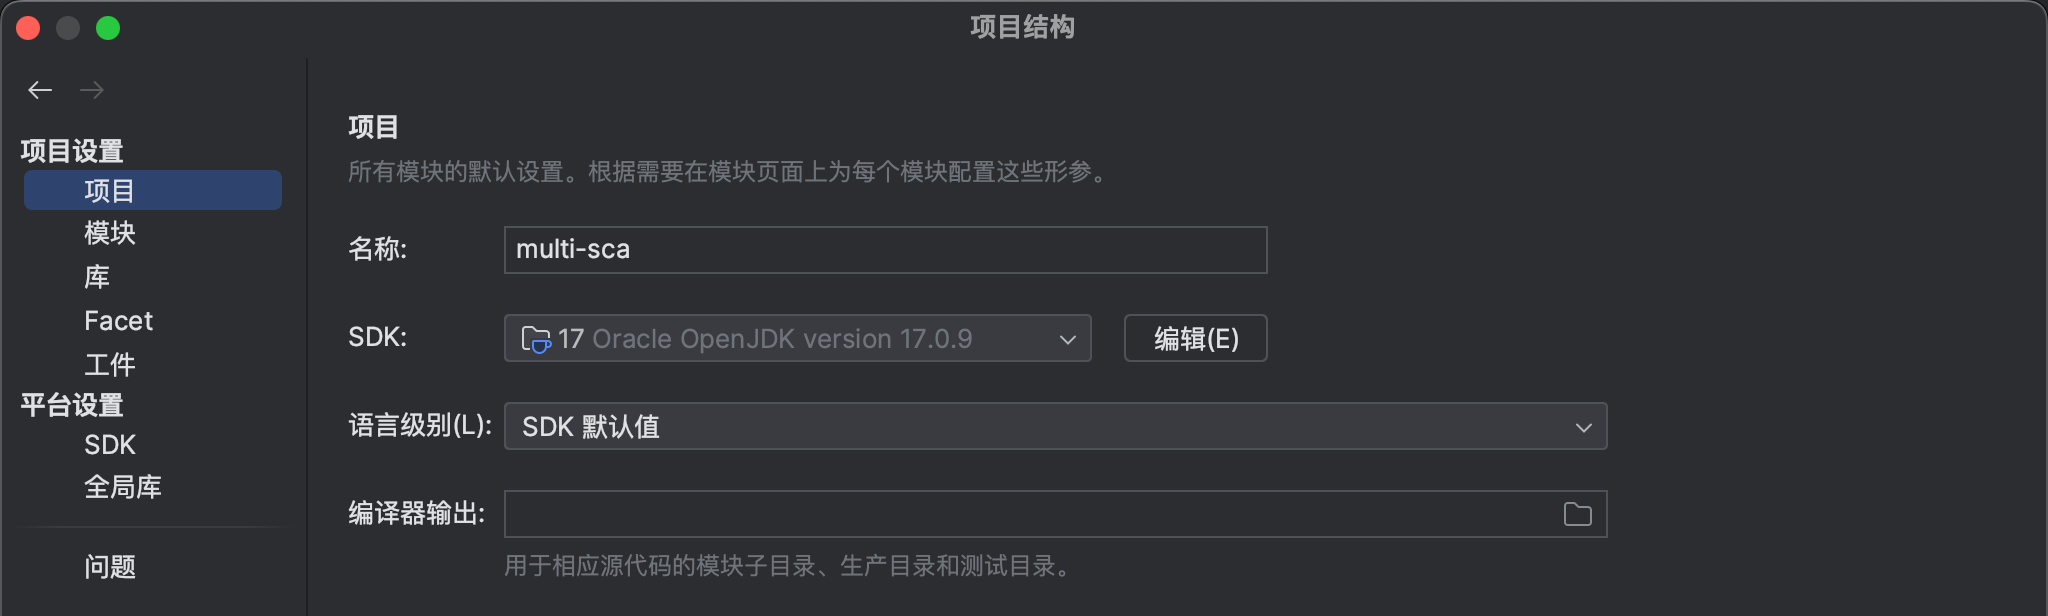 项目结构
项目设置
项目
模块
库
Facet
工件
平台设置
SDK
全局库
问题
项目
所有模块的默认设置。根据需要在模块页面上为每个模块配置这些形参。
名称: multi-sca
SDK: 17 Oracle OpenJDK version 17.0.9 编辑(E)
语言级别(L): SDK 默认值
编译器输出:
用于相应源代码的模块子目录、生产目录和测试目录。